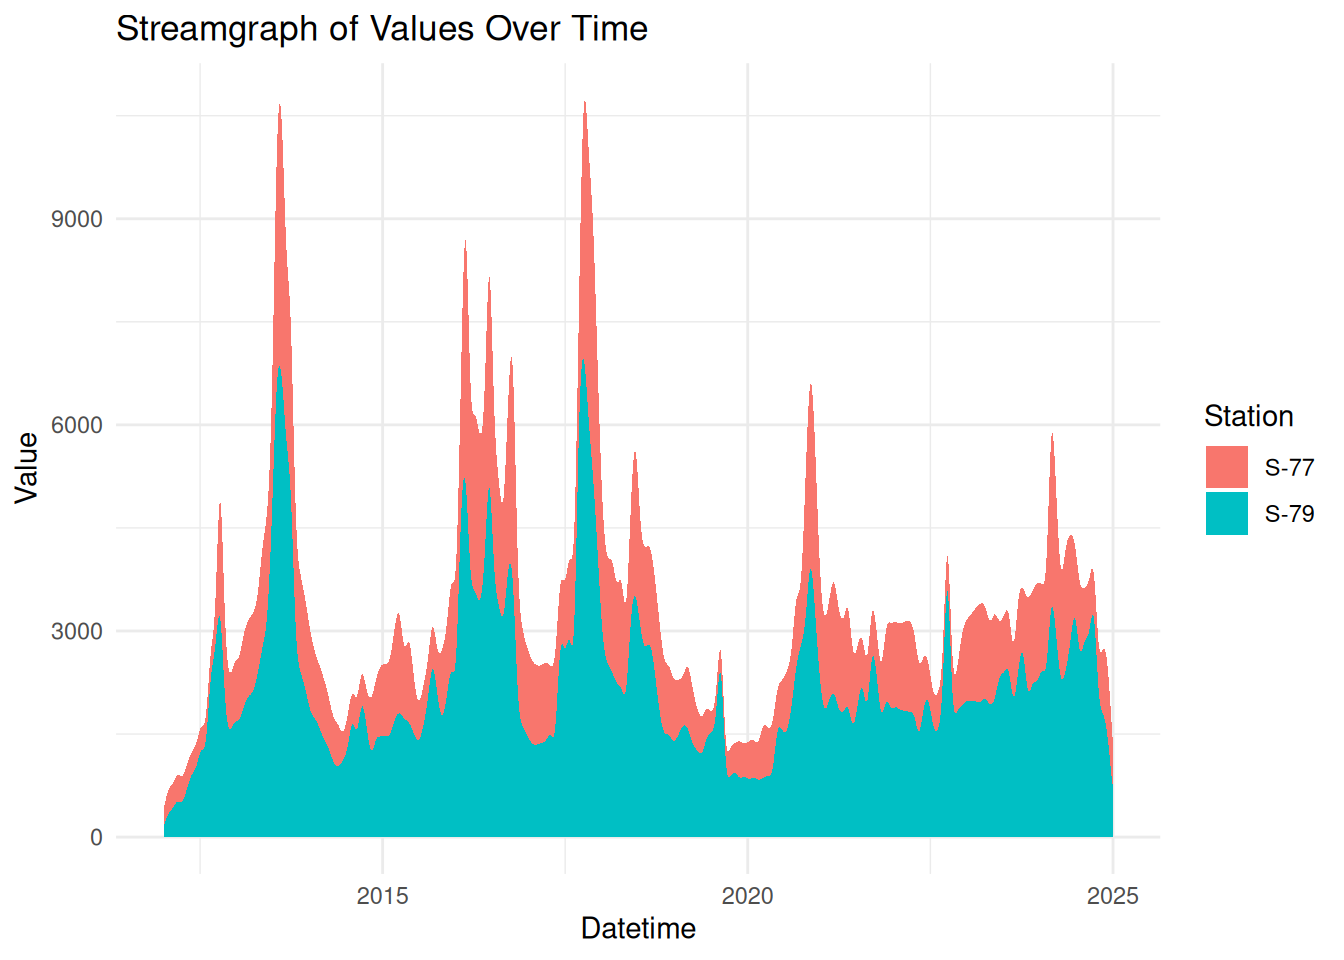 Streamgraph of Values Over Time
Value
9000
6000
3000
0
2015
2020
2025
Datetime
Station
S-77
S-79